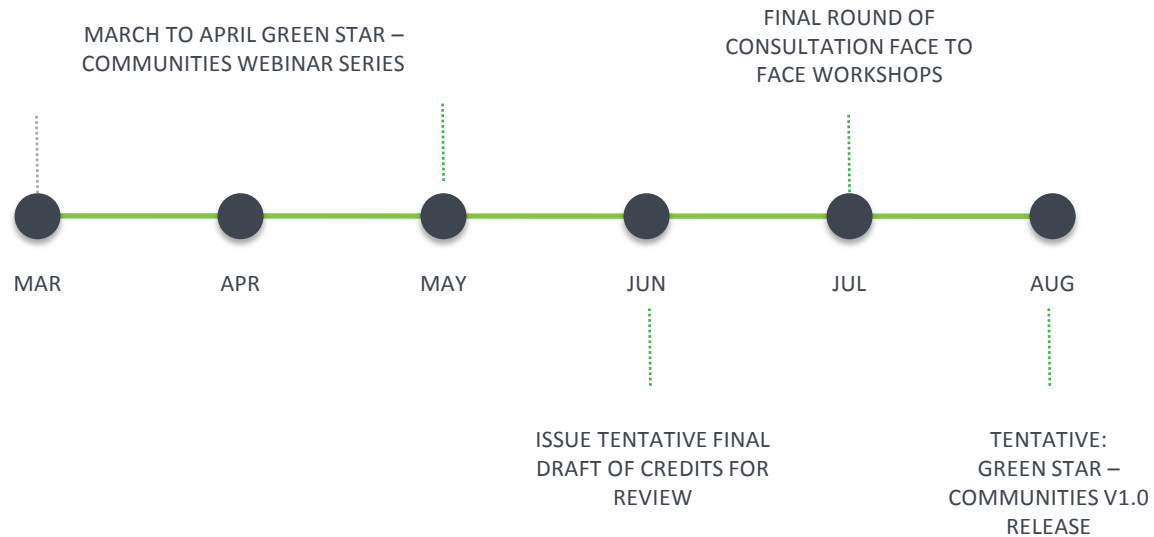 MARCH TO APRIL GREEN STAR –
COMMUNITIES WEBINAR SERIES
FINAL ROUND OF
CONSULTATION FACE TO
FACE WORKSHOPS
MAR
APR
MAY
JUN
JUL
AUG
ISSUE TENTATIVE FINAL
DRAFT OF CREDITS FOR
REVIEW
TENTATIVE:
GREEN STAR –
COMMUNITIES V1.0
RELEASE